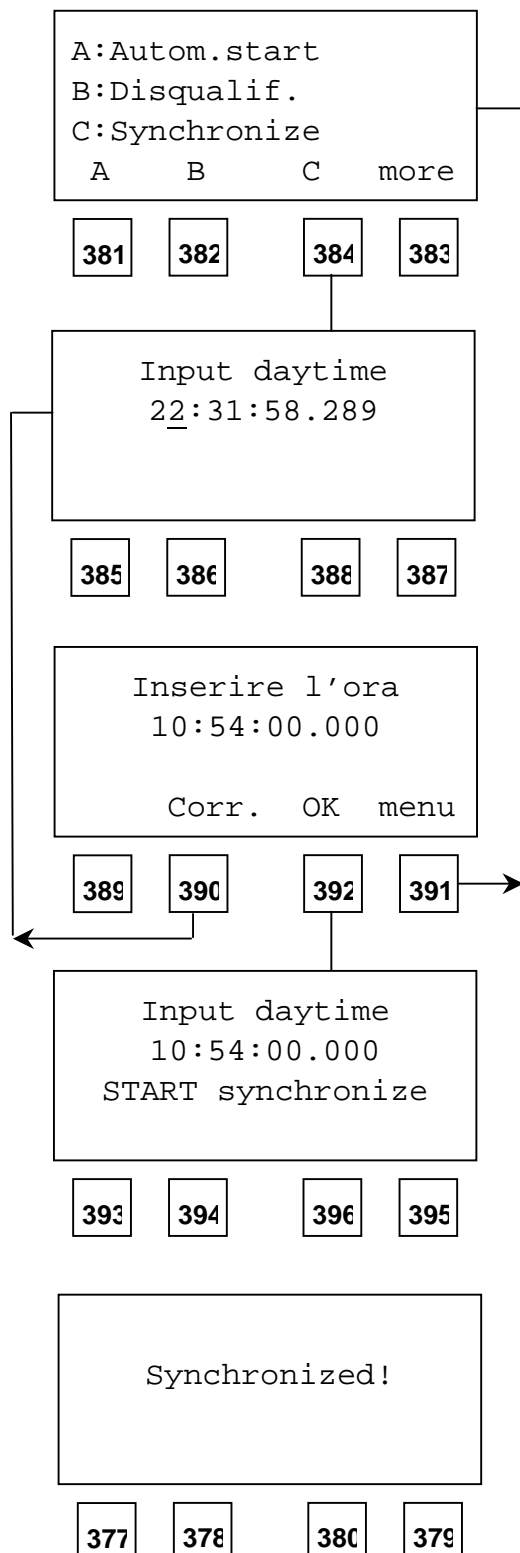 A:Autom.start
B:Disqualif.
C:Synchronize
A B C more
381 382 384 383
Input daytime
22:31:58.289
385 386 388 387
Inserire l’ora
10:54:00.000
Corr. OK menu
389 390 392 391
Input daytime
10:54:00.000
START synchronize
393 394 396 395
Synchronized!
377 378 380 379